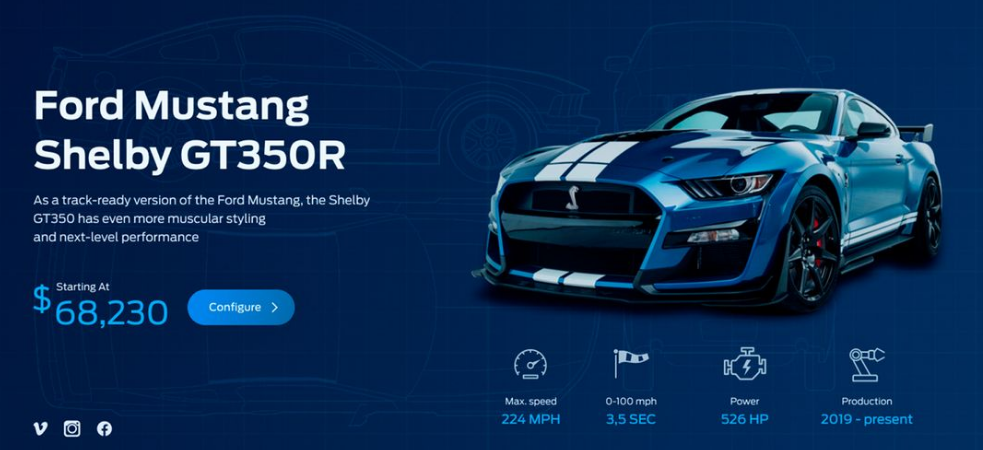 Ford Mustang
Shelby GT350R
As a track-ready version of the Ford Mustang, the Shelby
GT350 has even more muscular styling
and next-level performance
Starting At
$68,230
Configure
Max. speed
224 MPH
0-100 mph
3,5 SEC
Power
526 HP
Production
2019 - present